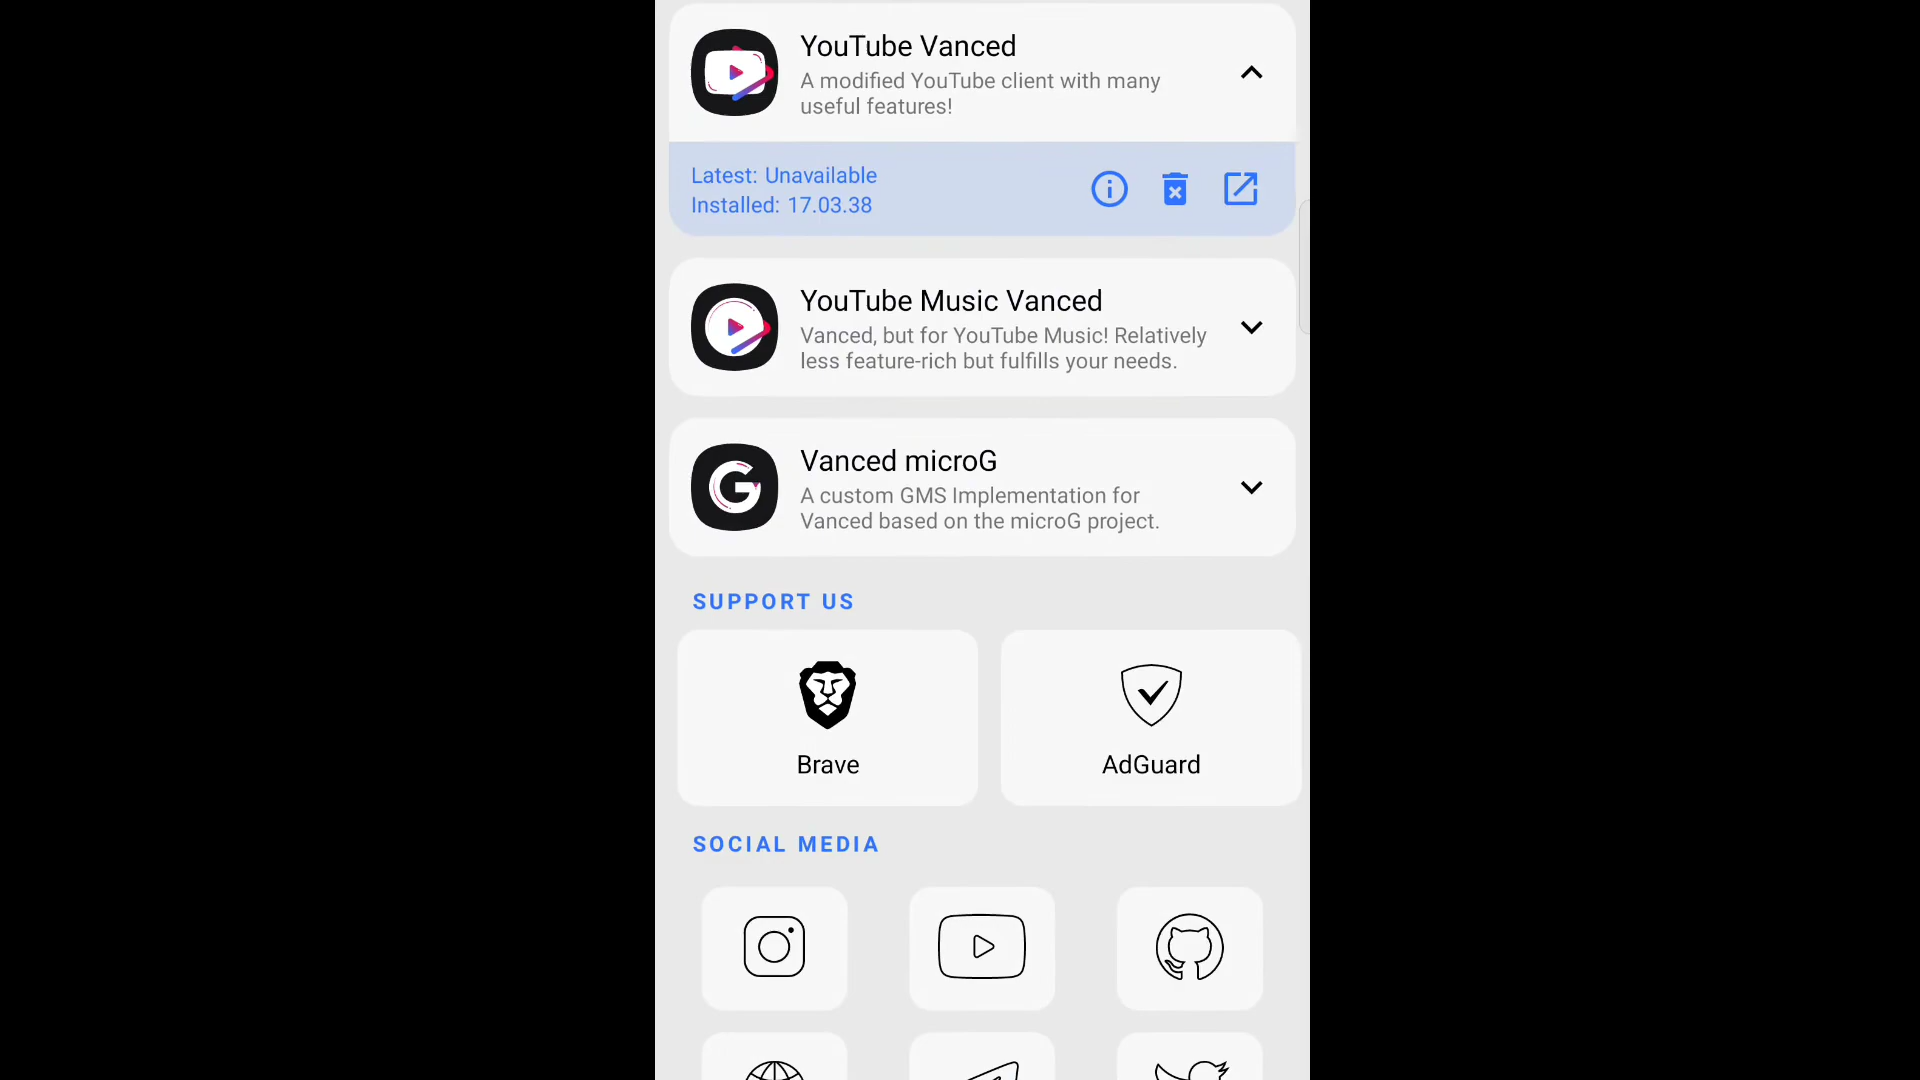 YouTube Vanced
A modified YouTube client with many
useful features!
Latest: Unavailable
Installed: 17.03.38
YouTube Music Vanced
Vanced, but for YouTube Music! Relatively
less feature-rich but fulfills your needs.
Vanced microG
A custom GMS Implementation for
Vanced based on the microG project.
SUPPORT US
Brave
AdGuard
SOCIAL MEDIA